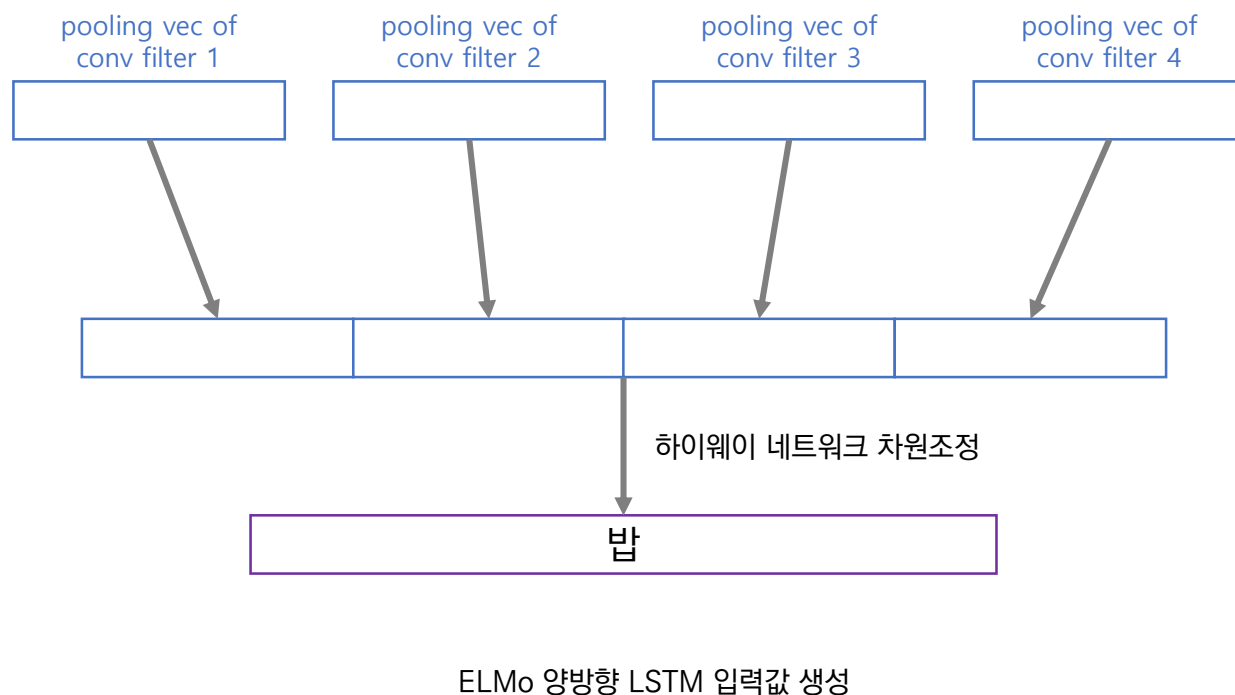 pooling vec of
conv filter 1
pooling vec of
conv filter 2
pooling vec of
conv filter 3
pooling vec of
conv filter 4
하이웨이 네트워크 차원조정
밥
ELMo 양방향 LSTM 입력값 생성